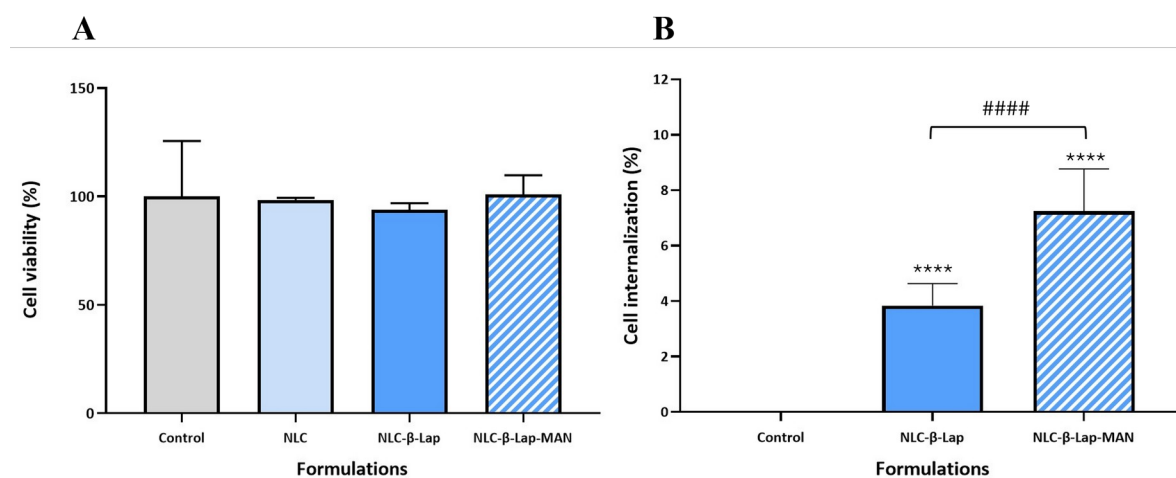 A
150
100
50
0
Cell viability (%)
Control
NLC
NLC-β-Lap
NLC-β-Lap-MAN
Formulations
B
12
10
8
6
4
2
0
Cell internalization (%)
####
****
****
Control
NLC-β-Lap
NLC-β-Lap-MAN
Formulations